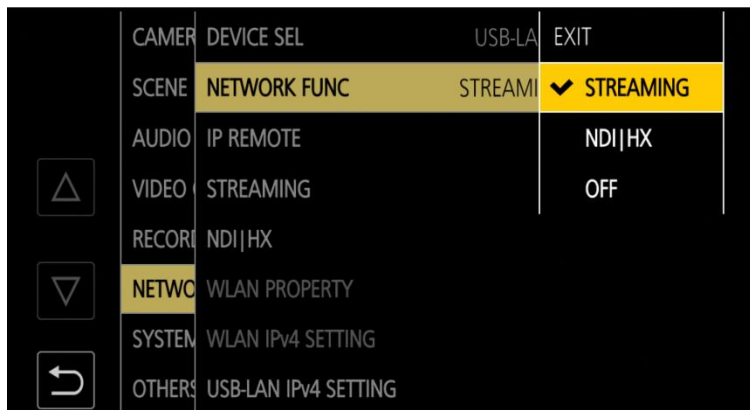 CAMER DEVICE SEL USB-LA EXIT
SCENE NETWORK FUNC STREAMI ✔ STREAMING
AUDIO IP REMOTE NDI|HX
VIDEO STREAMING OFF
RECORD NDI|HX
NETWO WLAN PROPERTY
SYSTEM WLAN IPv4 SETTING
OTHERS USB-LAN IPv4 SETTING